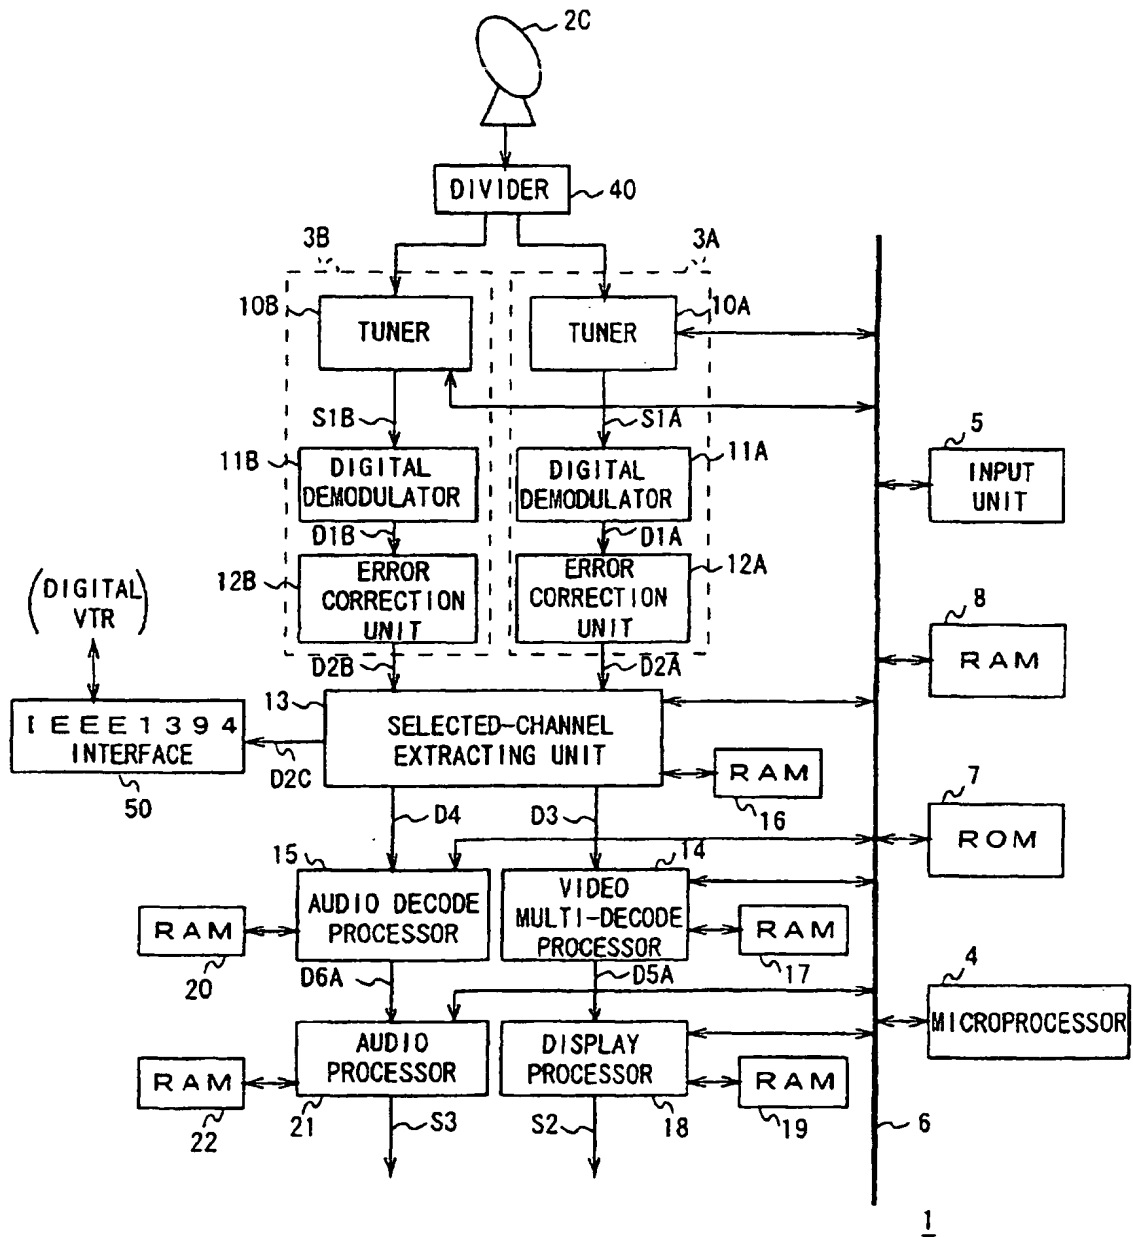 2C
DIVIDER
40
3B
3A
10B
TUNER
TUNER
10A
S1B
S1A
5
INPUT
UNIT
11B
DIGITAL
DEMODULATOR
DIGITAL
DEMODULATOR
11A
D1B
D1A
12B
ERROR
CORRECTION
UNIT
ERROR
CORRECTION
UNIT
12A
(DIGITAL
VTR)
8
RAM
D2B
D2A
13
SELECTED-CHANNEL
EXTRACTING UNIT
IEEE1394
INTERFACE
50
D2C
RAM
16
7
ROM
D4
D3
15
AUDIO DECODE
PROCESSOR
14
VIDEO
MULTI-DECODE
PROCESSOR
RAM
20
RAM
17
D6A
D5A
4
MICROPROCESSOR
AUDIO
PROCESSOR
21
DISPLAY
PROCESSOR
18
RAM
22
RAM
19
S3
S2
6
1